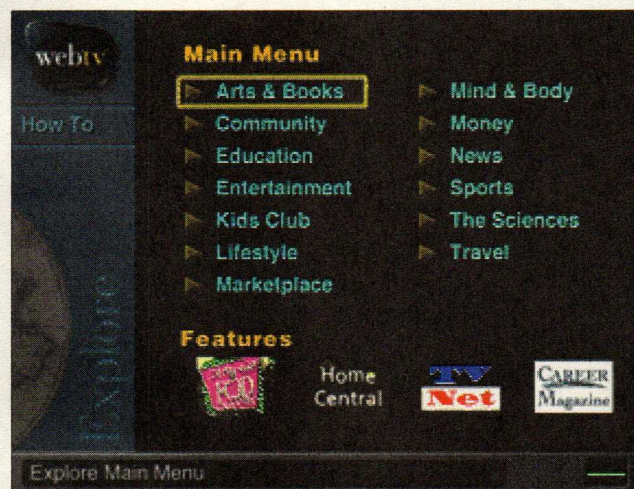 webtv
How To
Explore
Main Menu
Arts & Books
Community
Education
Entertainment
Kids Club
Lifestyle
Marketplace
Mind & Body
Money
News
Sports
The Sciences
Travel
Features
Home
Central
TV
Net
CAREER
Magazine
Explore Main Menu